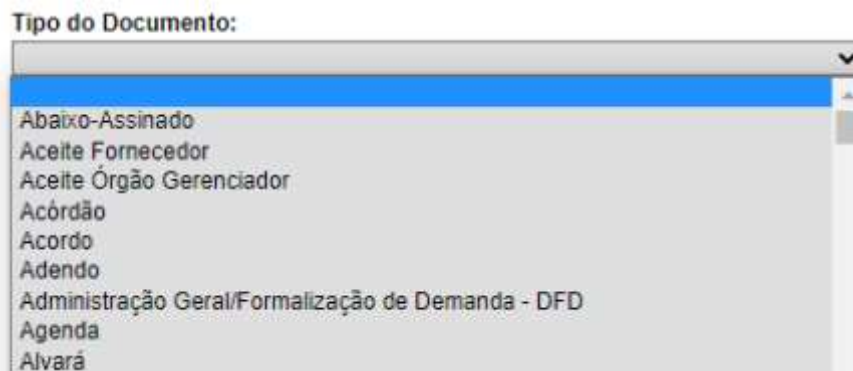 Tipo do Documento:
Abaixo-Assinado
Aceite Fornecedor
Aceite Órgão Gerenciador
Acórdão
Acordo
Adendo
Administração Geral/Formalização de Demanda - DFD
Agenda
Alvará